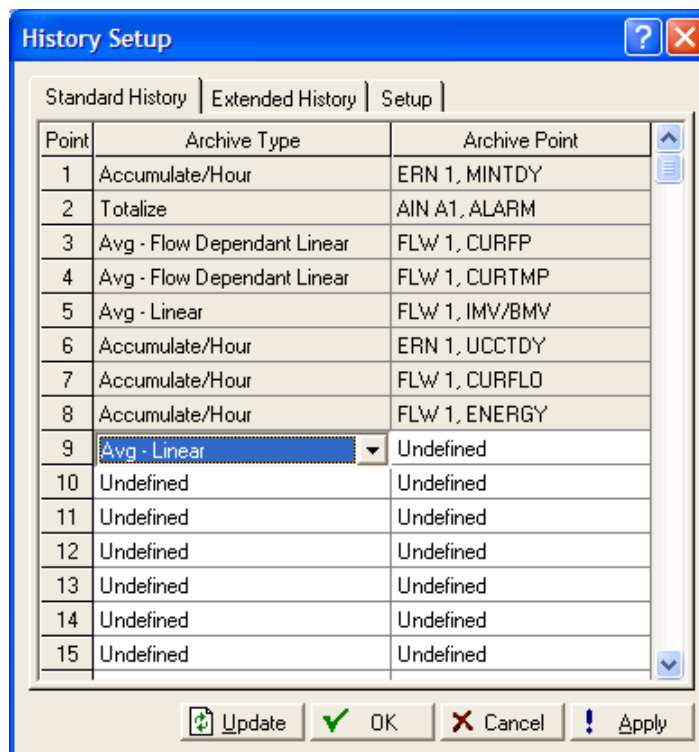 History Setup
Standard History Extended History Setup
Point Archive Type Archive Point
1 Accumulate/Hour ERN 1, MINTDY
2 Totalize AIN A1, ALARM
3 Avg - Flow Dependant Linear FLW 1, CURFP
4 Avg - Flow Dependant Linear FLW 1, CURTMP
5 Avg - Linear FLW 1, IMV/BMV
6 Accumulate/Hour ERN 1, UCCTDY
7 Accumulate/Hour FLW 1, CURFLO
8 Accumulate/Hour FLW 1, ENERGY
9 Avg - Linear Undefined
10 Undefined Undefined
11 Undefined Undefined
12 Undefined Undefined
13 Undefined Undefined
14 Undefined Undefined
15 Undefined Undefined
Update OK Cancel Apply